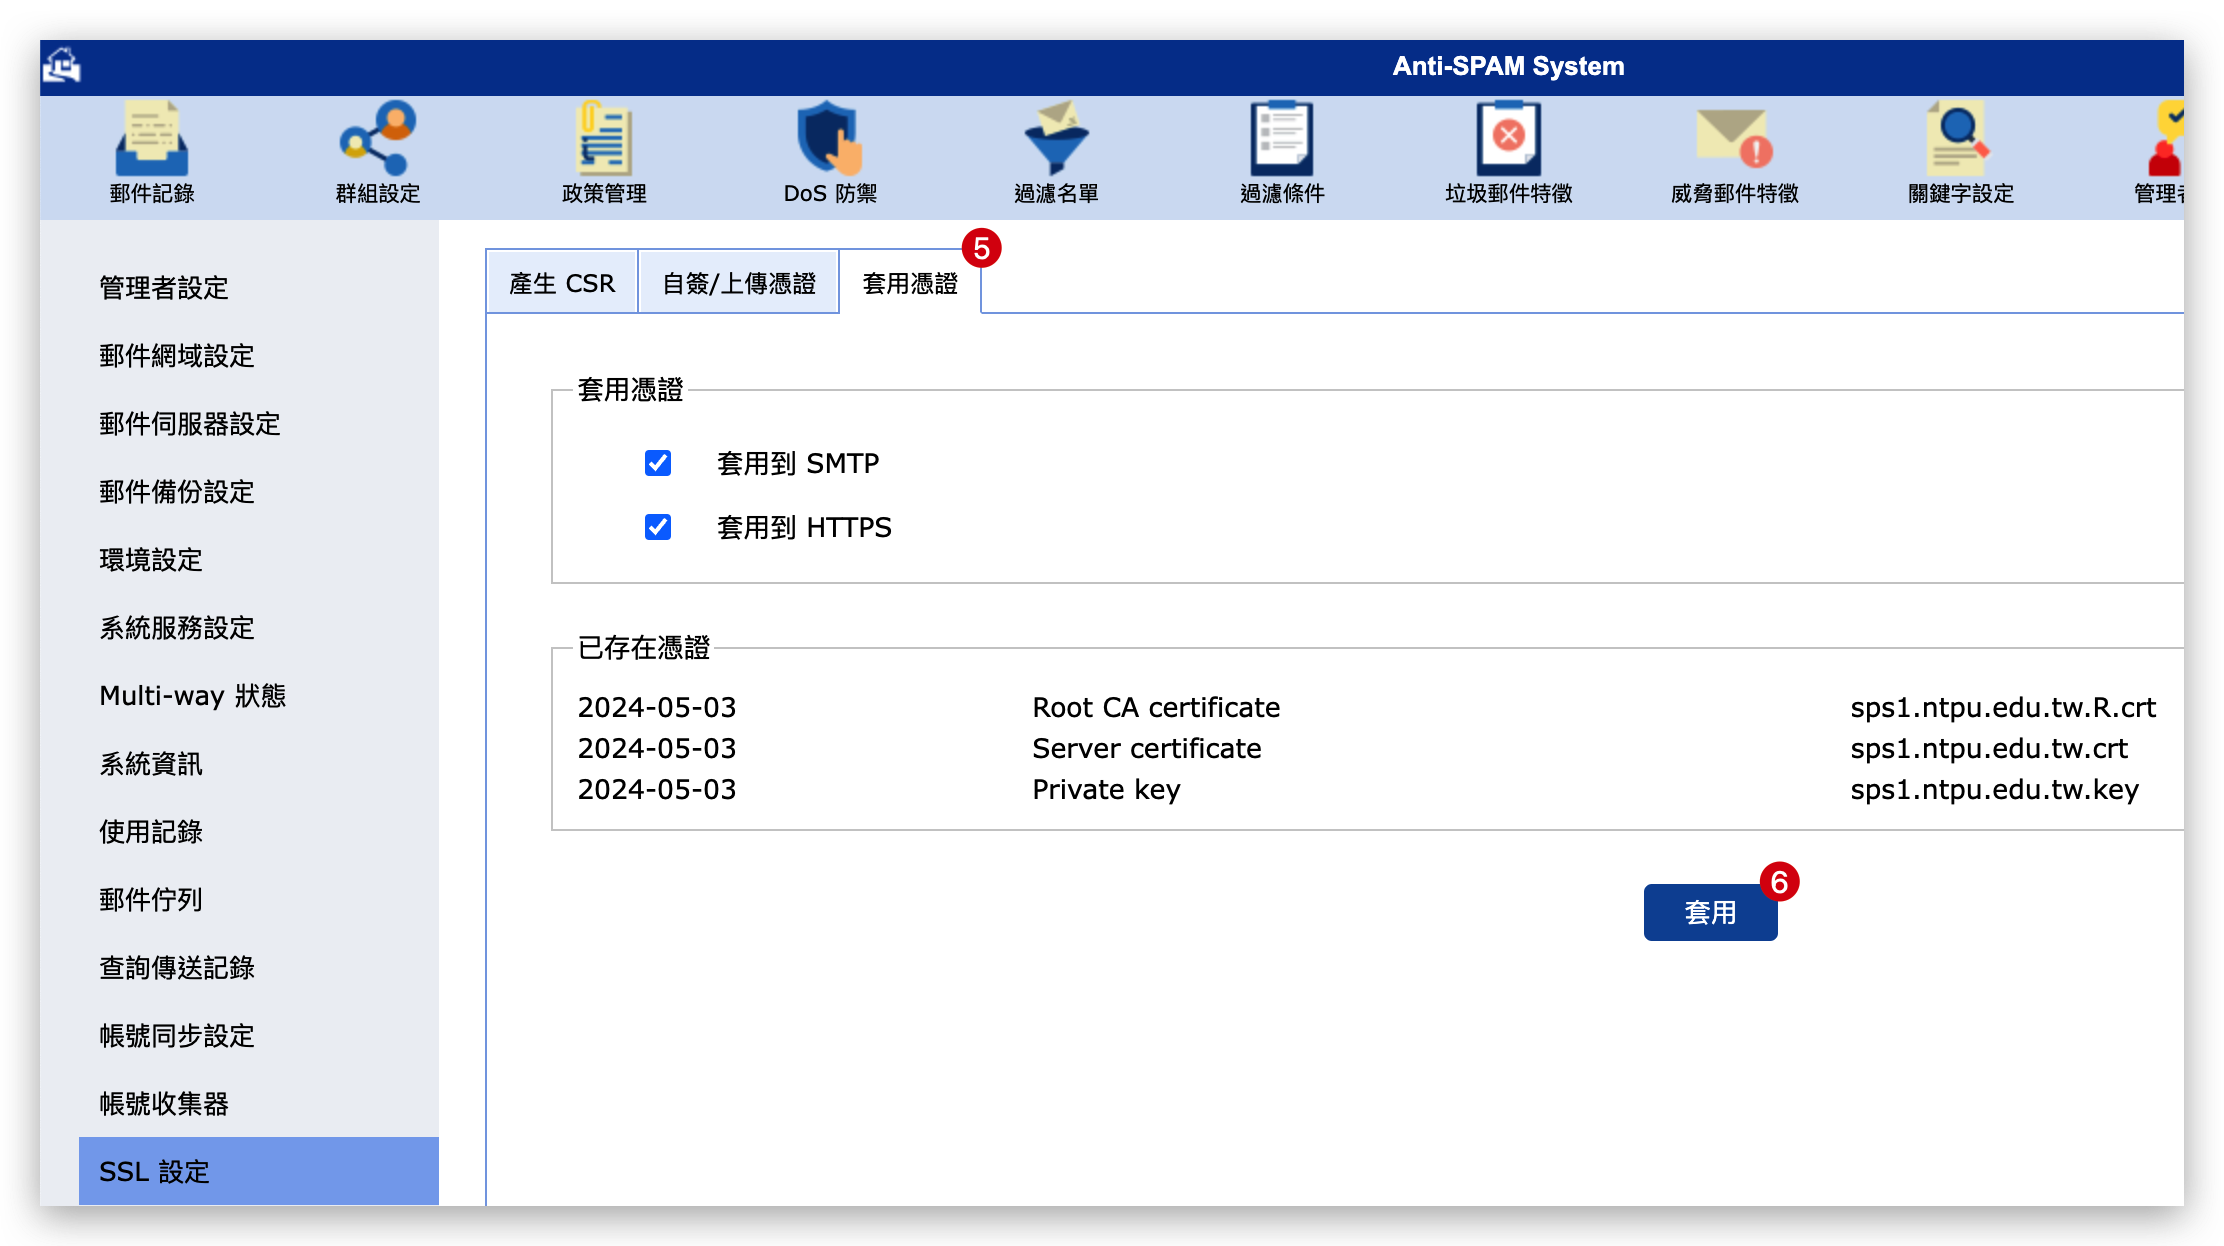 Anti-SPAM System
郵件記錄
群組設定
政策管理
DoS 防禦
過濾名單
過濾條件
垃圾郵件特徵
威脅郵件特徵
關鍵字設定
管理
管理者設定
郵件網域設定
郵件伺服器設定
郵件備份設定
環境設定
系統服務設定
Multi-way 狀態
系統資訊
使用記錄
郵件佇列
查詢傳送記錄
帳號同步設定
帳號收集器
SSL 設定
產生 CSR
自簽/上傳憑證
套用憑證
5
套用憑證
套用到 SMTP
套用到 HTTPS
已存在憑證
2024-05-03 Root CA certificate sps1.ntpu.edu.tw.R.crt
2024-05-03 Server certificate sps1.ntpu.edu.tw.crt
2024-05-03 Private key sps1.ntpu.edu.tw.key
套用
6